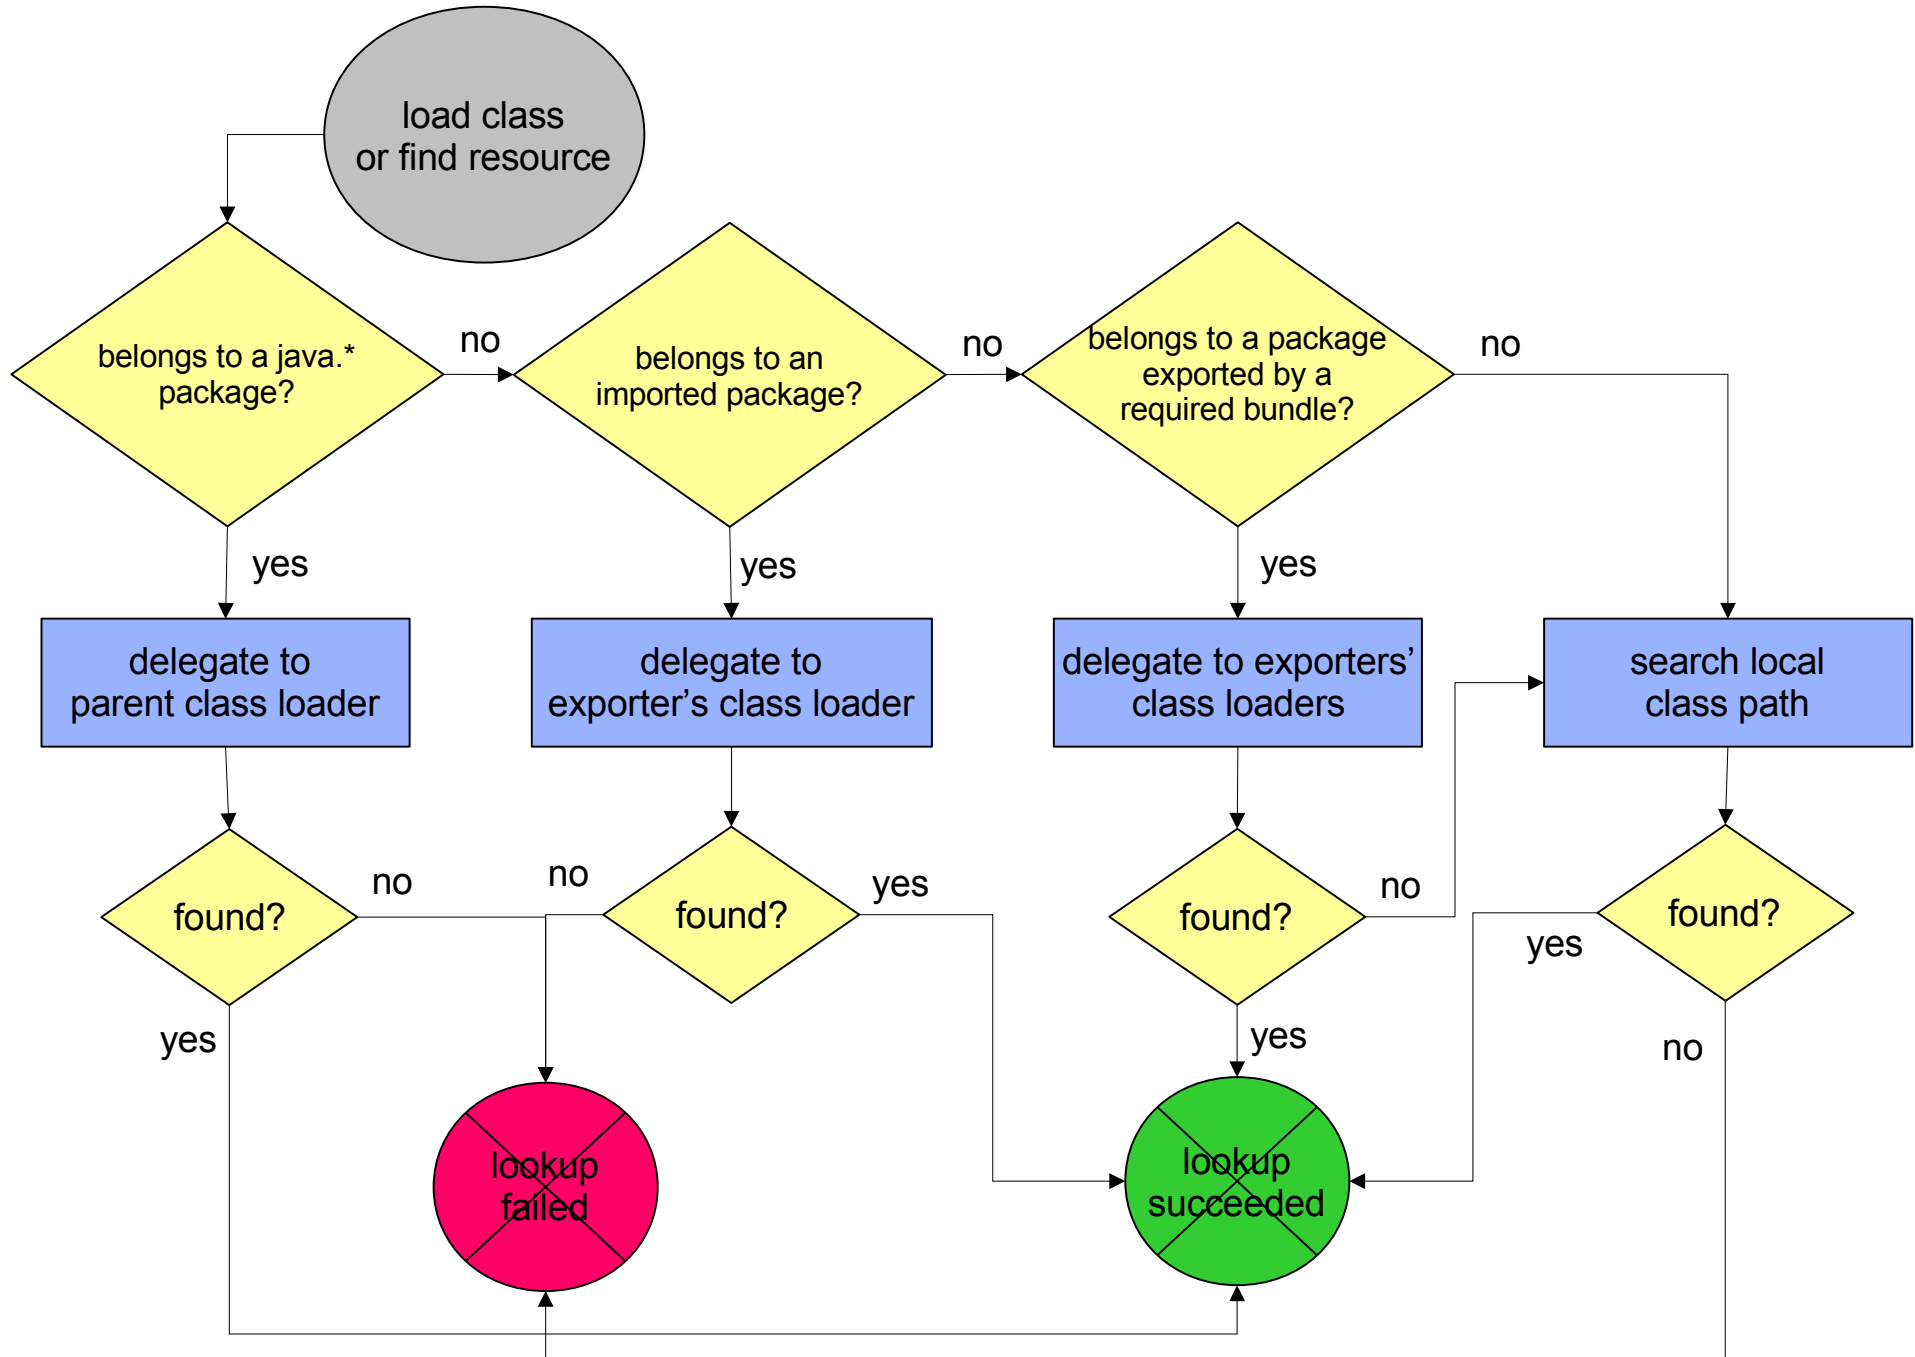 load class
or find resource
belongs to a java.*
package?
no
belongs to an
imported package?
no
belongs to a package
exported by a
required bundle?
no
yes
yes
yes
delegate to
parent class loader
delegate to
exporter’s class loader
delegate to exporters’
class loaders
search local
class path
found?
no
no
found?
yes
found?
no
found?
yes
yes
yes
no
lookup
failed
lookup
succeeded